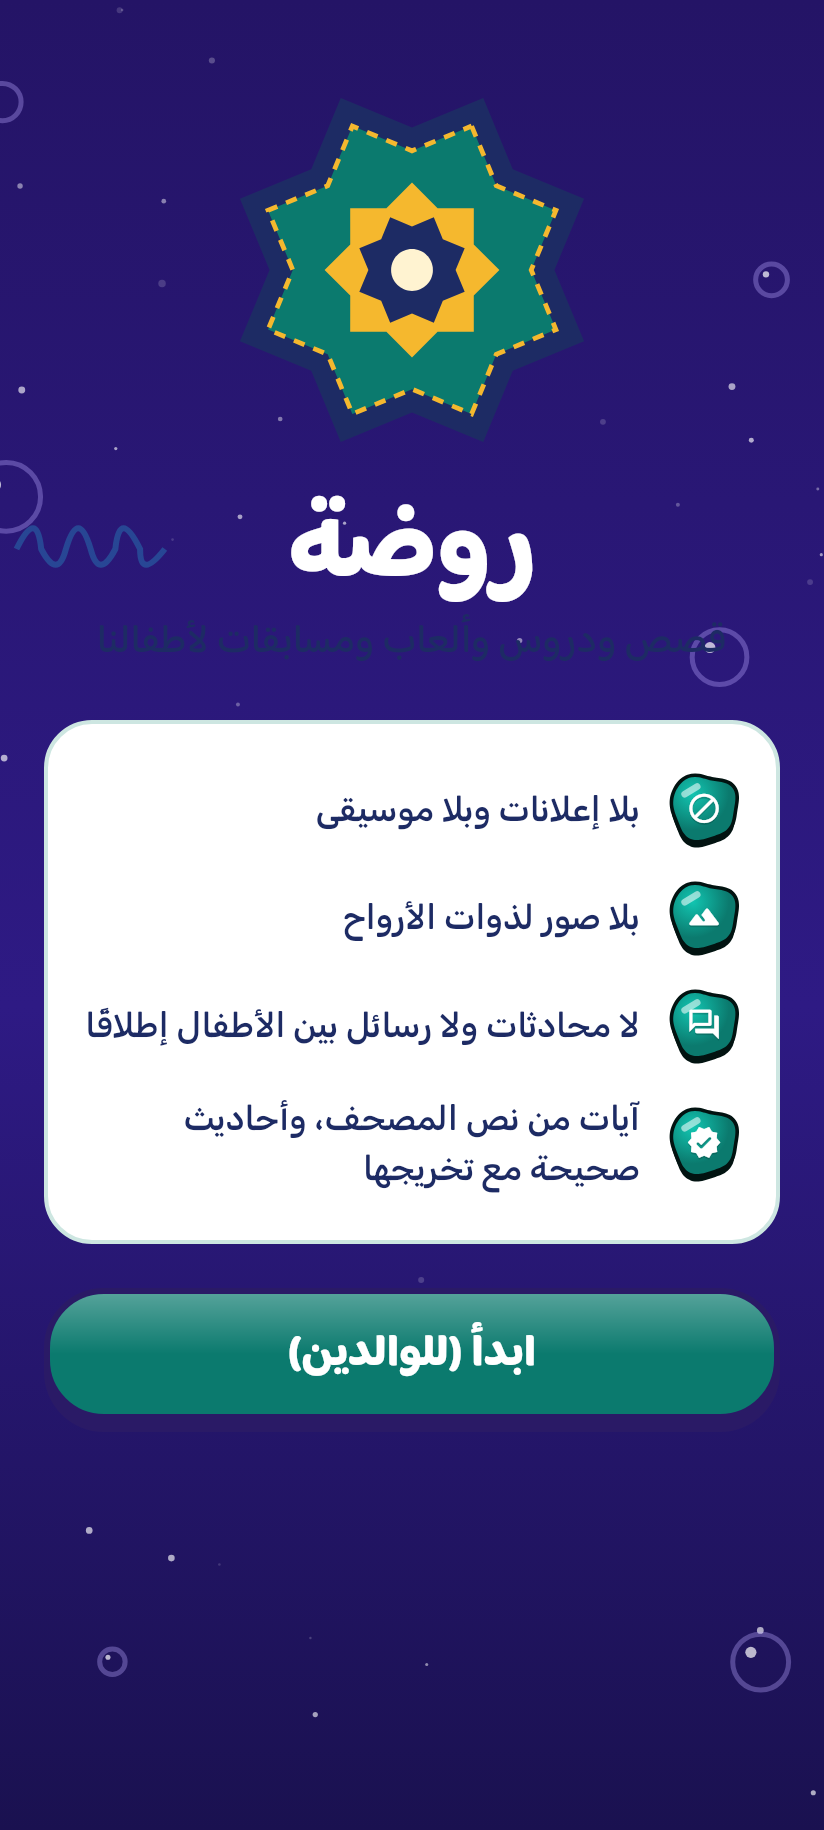 روضة
قصص ودروس وألعاب ومسابقات لأطفالنا
بلا إعلانات وبلا موسيقى
بلا صور لذوات الأرواح
لا محادثات ولا رسائل بين الأطفال إطلاقًا
آيات من نص المصحف، وأحاديث
صحيحة مع تخريجها
ابدأ (للوالدين)